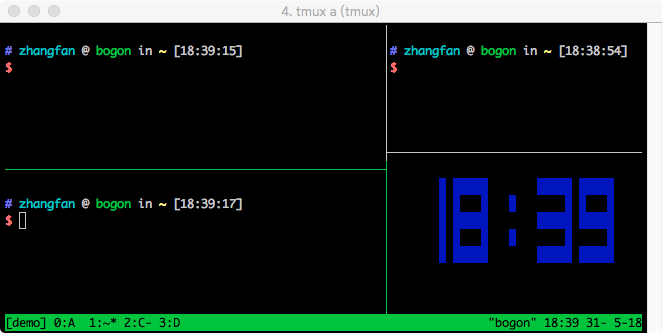 4. tmux a (tmux)
# zhangfan @ bogon in ~ [18:39:15]
$
# zhangfan @ bogon in ~ [18:38:54]
$
# zhangfan @ bogon in ~ [18:39:17]
$
18:39
[demo] 0:A  1:~* 2:C- 3:D "bogon" 18:39 31- 5-18